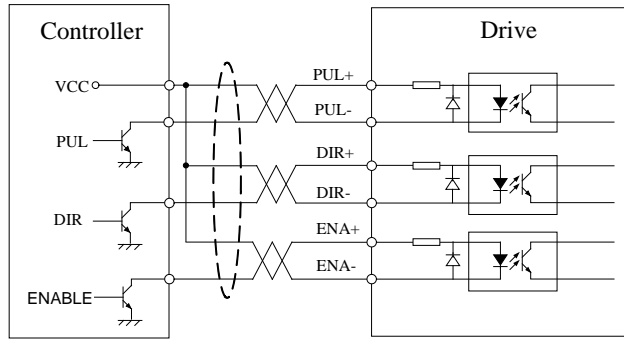 Controller
Drive
VCC
PUL+
PUL-
PUL
DIR+
DIR-
DIR
ENA+
ENA-
ENABLE